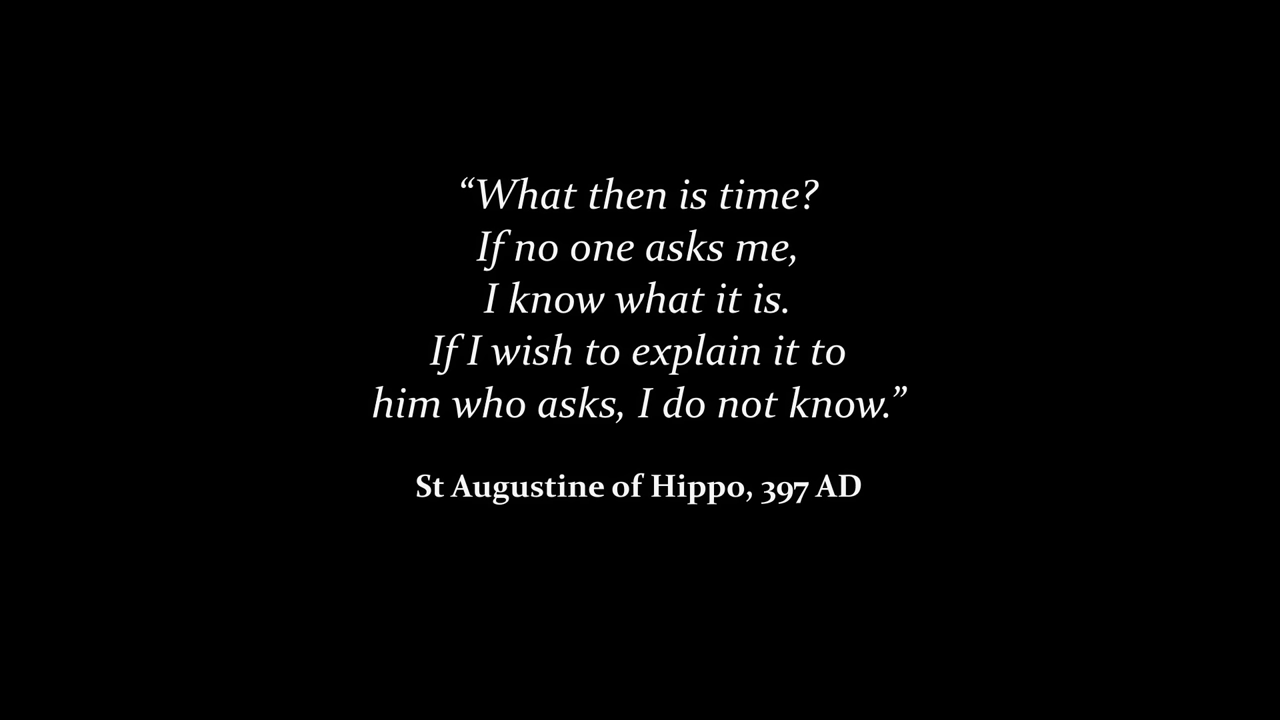 “What then is time?
If no one asks me,
I know what it is.
If I wish to explain it to
him who asks, I do not know.”
St Augustine of Hippo, 397 AD